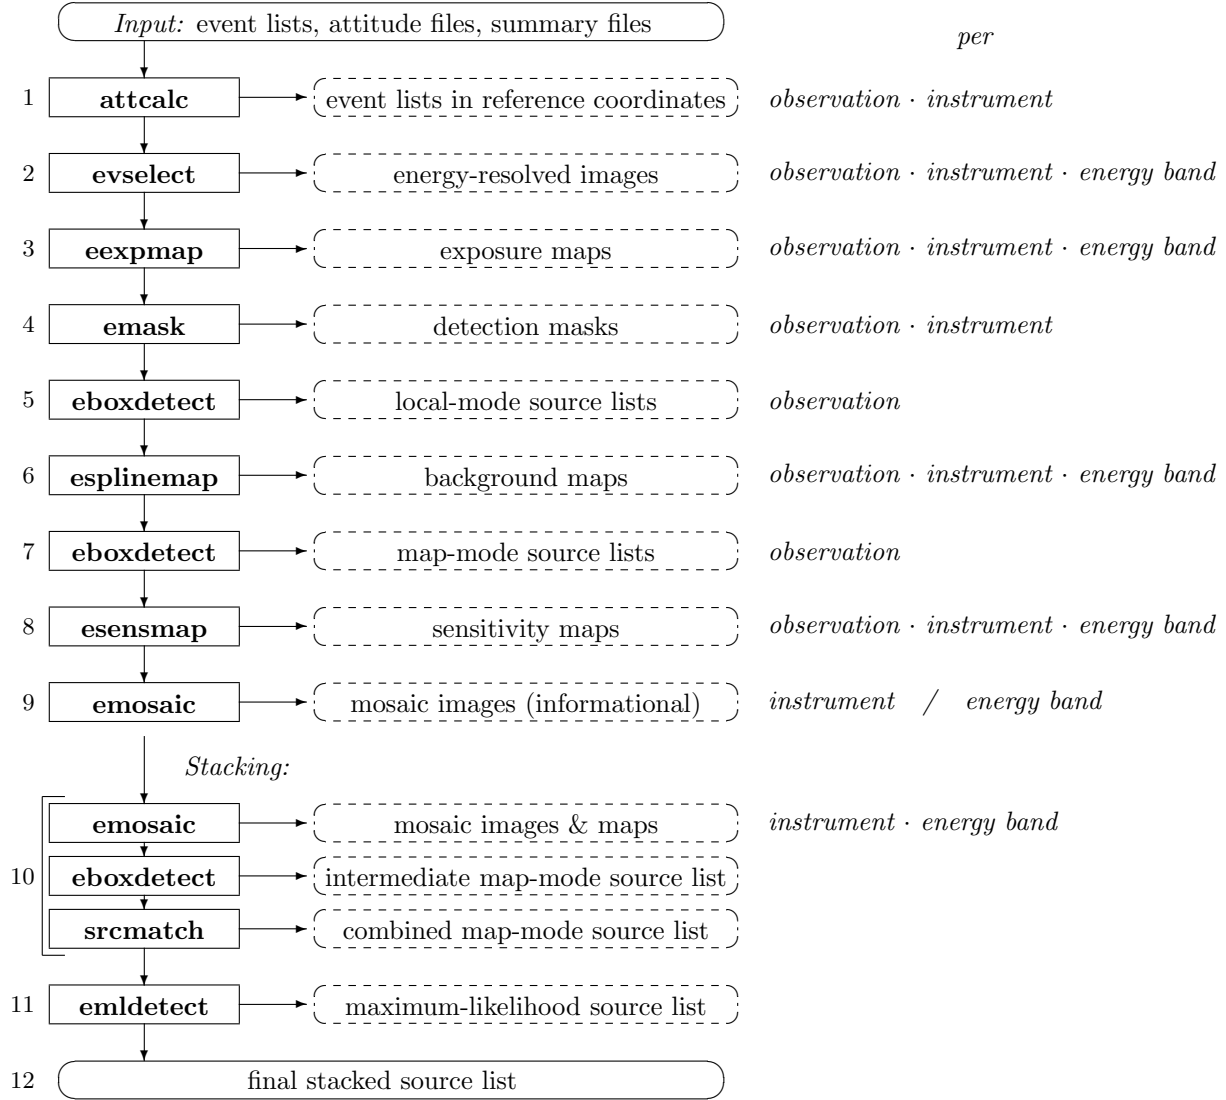 Input: event lists, attitude files, summary files
per
1 attcalc event lists in reference coordinates observation · instrument
2 evselect energy-resolved images observation · instrument · energy band
3 eexpmap exposure maps observation · instrument · energy band
4 emask detection masks observation · instrument
5 eboxdetect local-mode source lists observation
6 esplinemap background maps observation · instrument · energy band
7 eboxdetect map-mode source lists observation
8 esensmap sensitivity maps observation · instrument · energy band
9 emosaic mosaic images (informational) instrument / energy band
Stacking:
emosaic mosaic images & maps instrument · energy band
10 eboxdetect intermediate map-mode source list
srcmatch combined map-mode source list
11 emldetect maximum-likelihood source list
12 final stacked source list